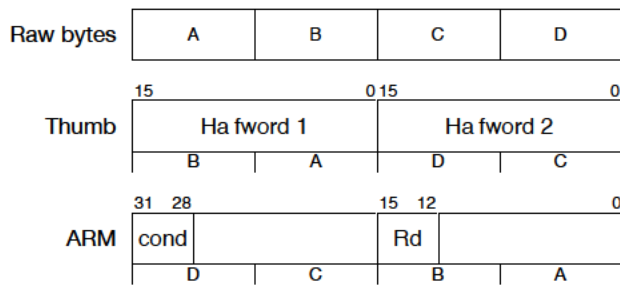 Raw bytes A B C D
15 0 15 0
Thumb Ha fword 1 Ha fword 2
B A D C
31 28 15 12 0
ARM cond Rd
D C B A